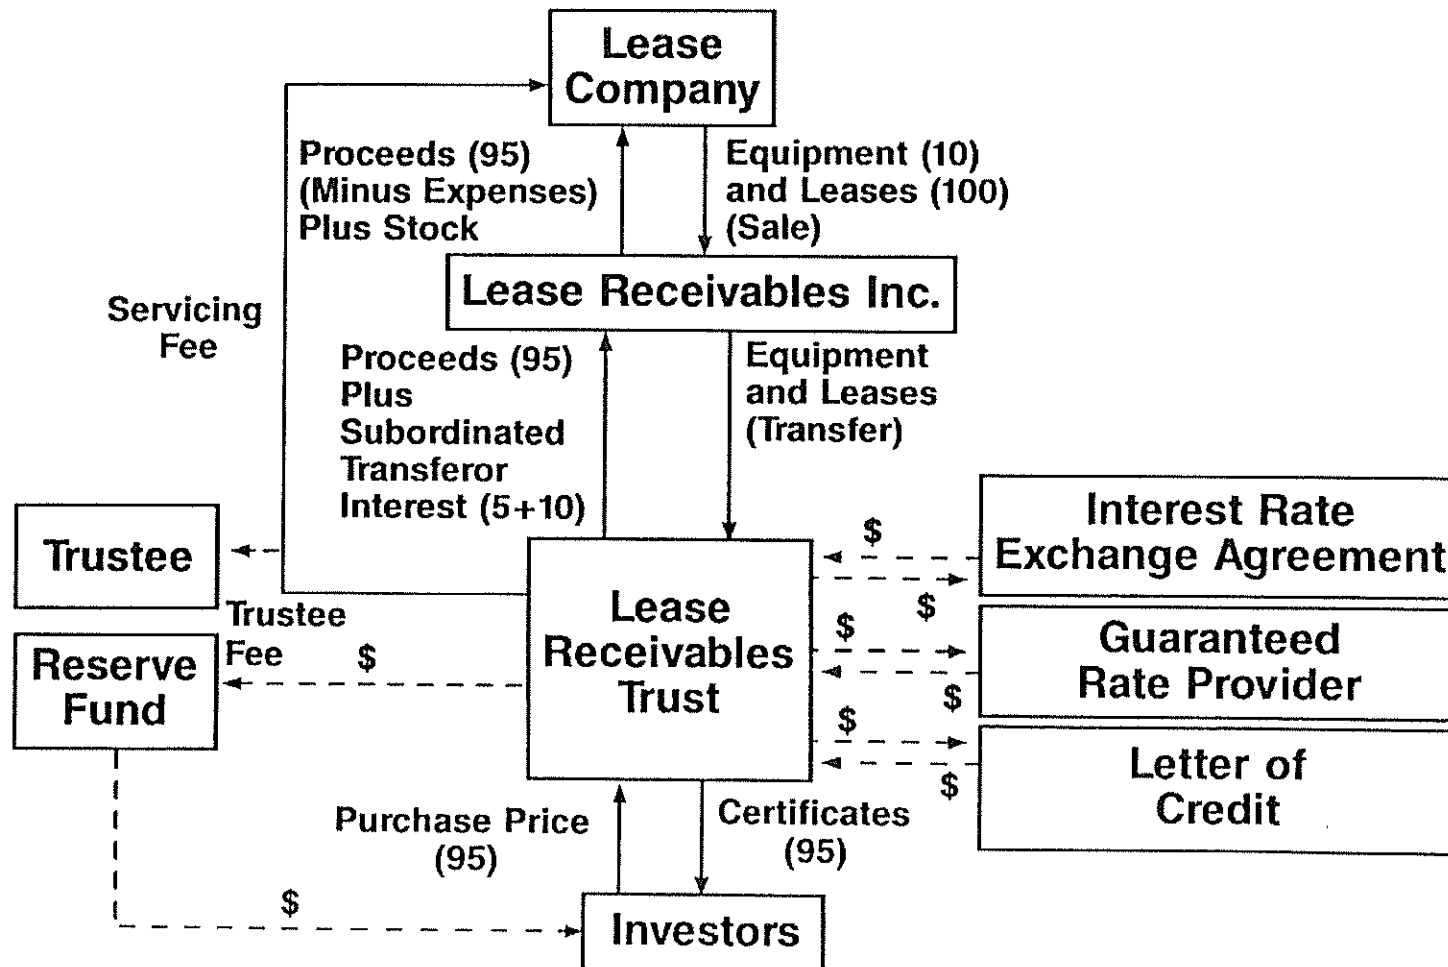 Lease
Company
Proceeds (95)
(Minus Expenses)
Plus Stock
Equipment (10)
and Leases (100)
(Sale)
Lease Receivables Inc.
Servicing
Fee
Proceeds (95)
Plus
Subordinated
Transferor
Interest (5+10)
Equipment
and Leases
(Transfer)
Trustee
Trustee
Fee
$
Reserve
Fund
Lease
Receivables
Trust
$
$
Interest Rate
Exchange Agreement
$
$
Guaranteed
Rate Provider
$
$
Letter of
Credit
Purchase Price
(95)
Certificates
(95)
$
Investors